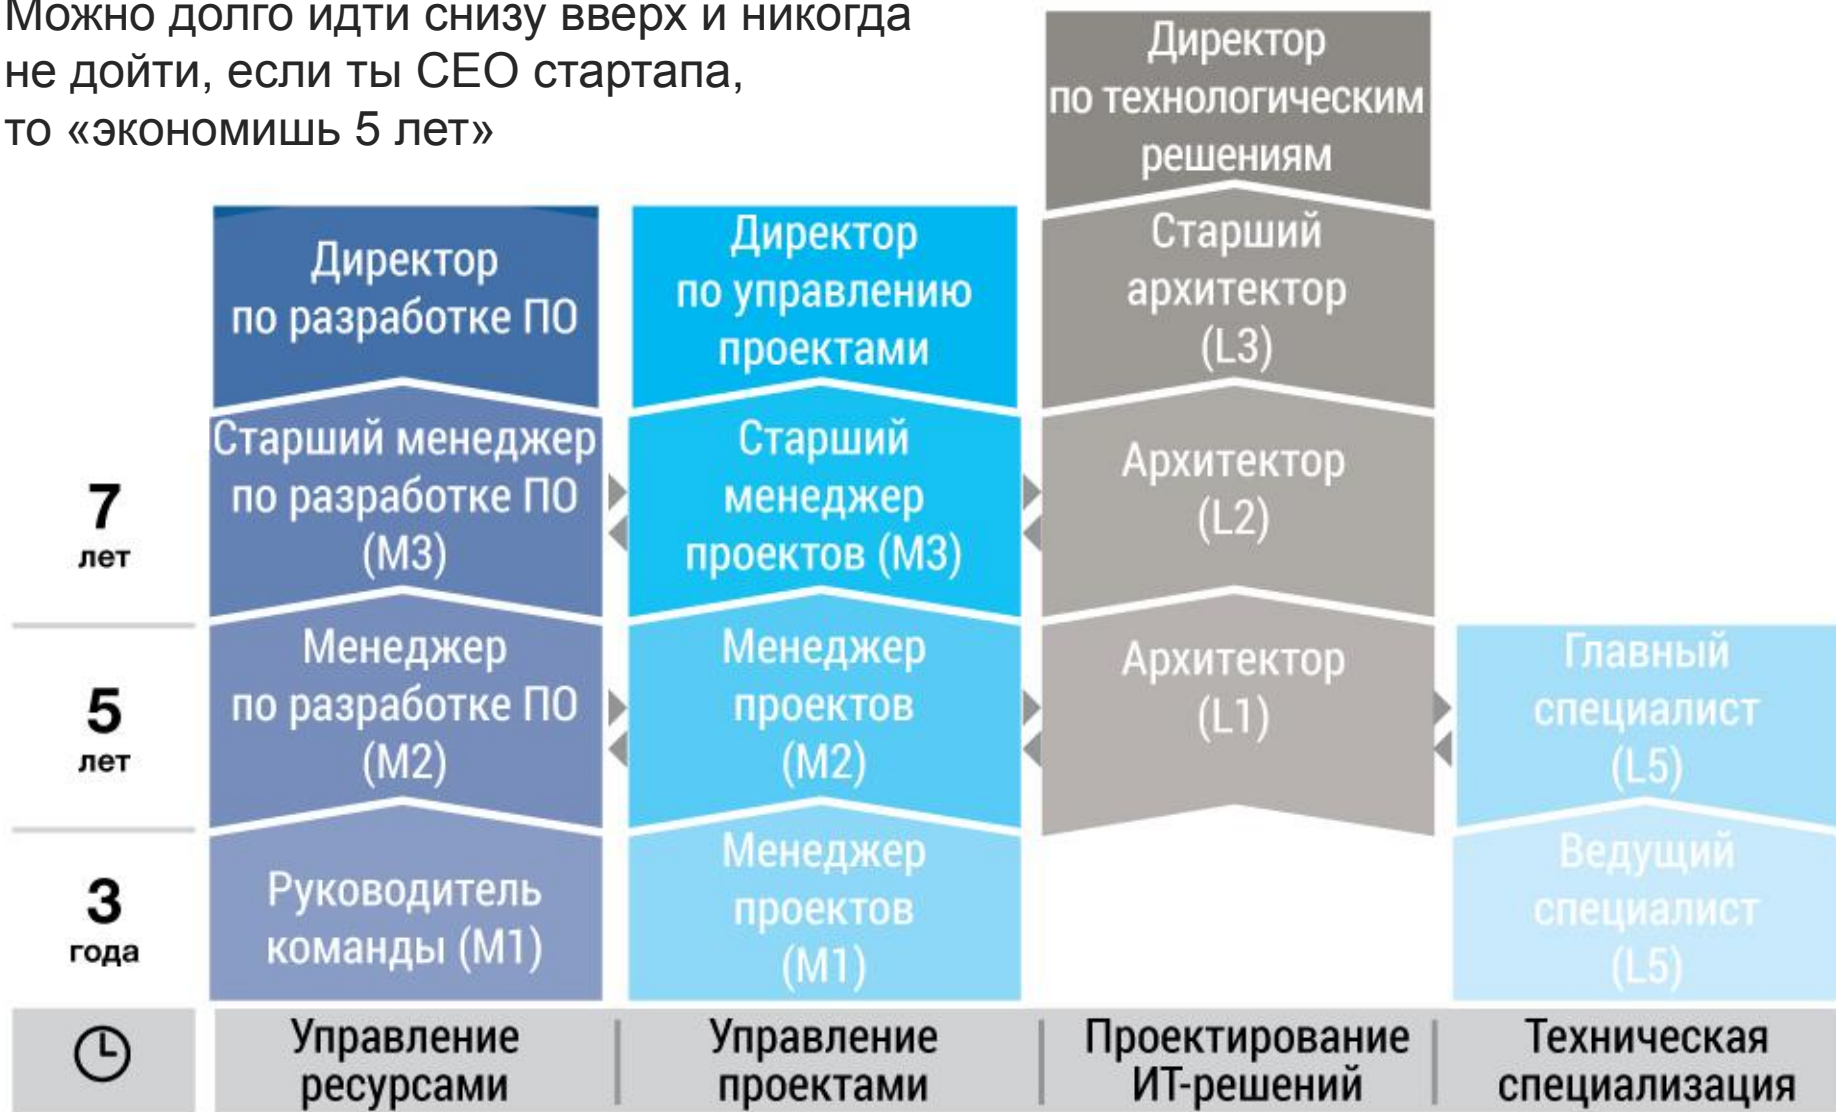 Можно долго идти снизу вверх и никогда
не дойти, если ты CEO стартапа,
то «экономишь 5 лет»
Директор
по технологическим
решениям
Директор
по разработке ПО
Директор
по управлению
проектами
Старший
архитектор
(L3)
7
лет
Старший менеджер
по разработке ПО
(M3)
Старший
менеджер
проектов (M3)
Архитектор
(L2)
5
лет
Менеджер
по разработке ПО
(M2)
Менеджер
проектов
(M2)
Архитектор
(L1)
Главный
специалист
(L5)
3
года
Руководитель
команды (M1)
Менеджер
проектов
(M1)
Ведущий
специалист
(L5)
Управление
ресурсами
Управление
проектами
Проектирование
ИТ-решений
Техническая
специализация